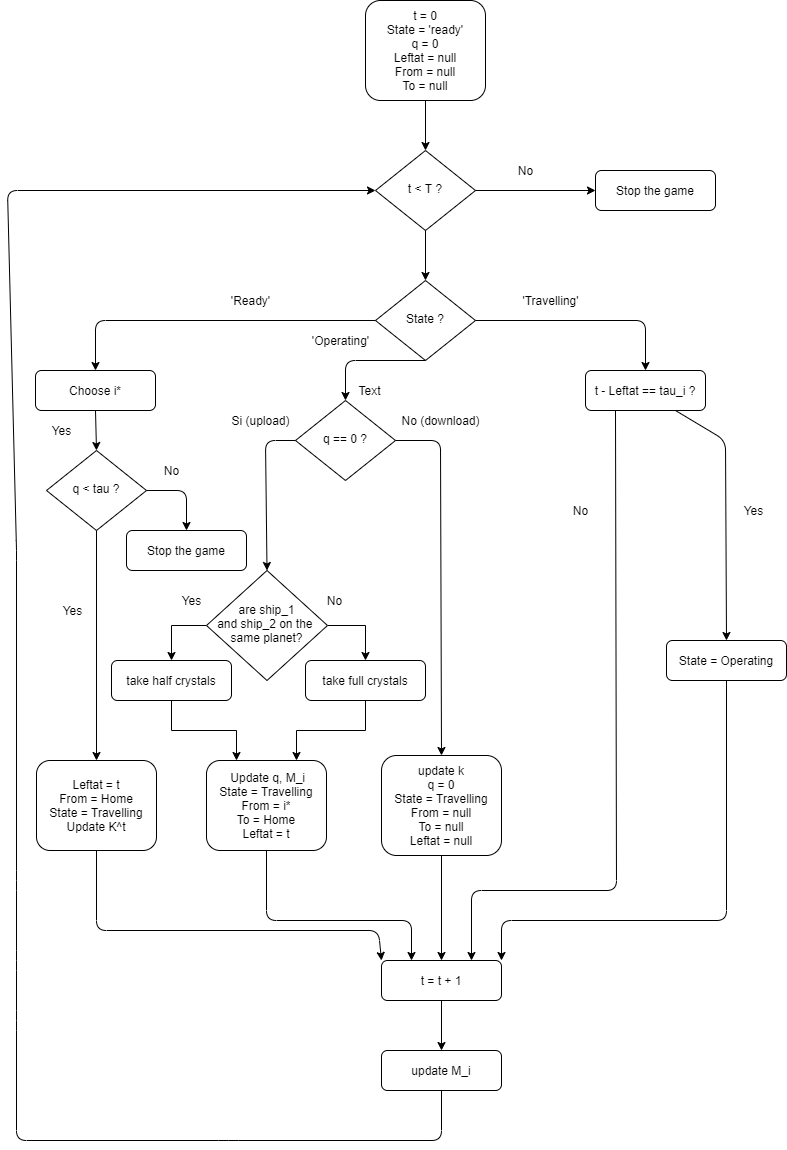 t = 0
State = 'ready'
q = 0
Leftat = null
From = null
To = null
t < T ?
No
Stop the game
'Ready'
State ?
'Travelling'
'Operating'
Choose i*
Text
t - Leftat == tau_i ?
Yes
Si (upload)
q == 0 ?
No (download)
q < tau ?
No
Stop the game
No
Yes
Yes
Yes
No
are ship_1
and ship_2 on the
same planet?
take half crystals
take full crystals
State = Operating
Leftat = t
From = Home
State = Travelling
Update K^t
Update q, M_i
State = Travelling
From = i*
To = Home
Leftat = t
update k
q = 0
State = Travelling
From = null
To = null
Leftat = null
t = t + 1
update M_i